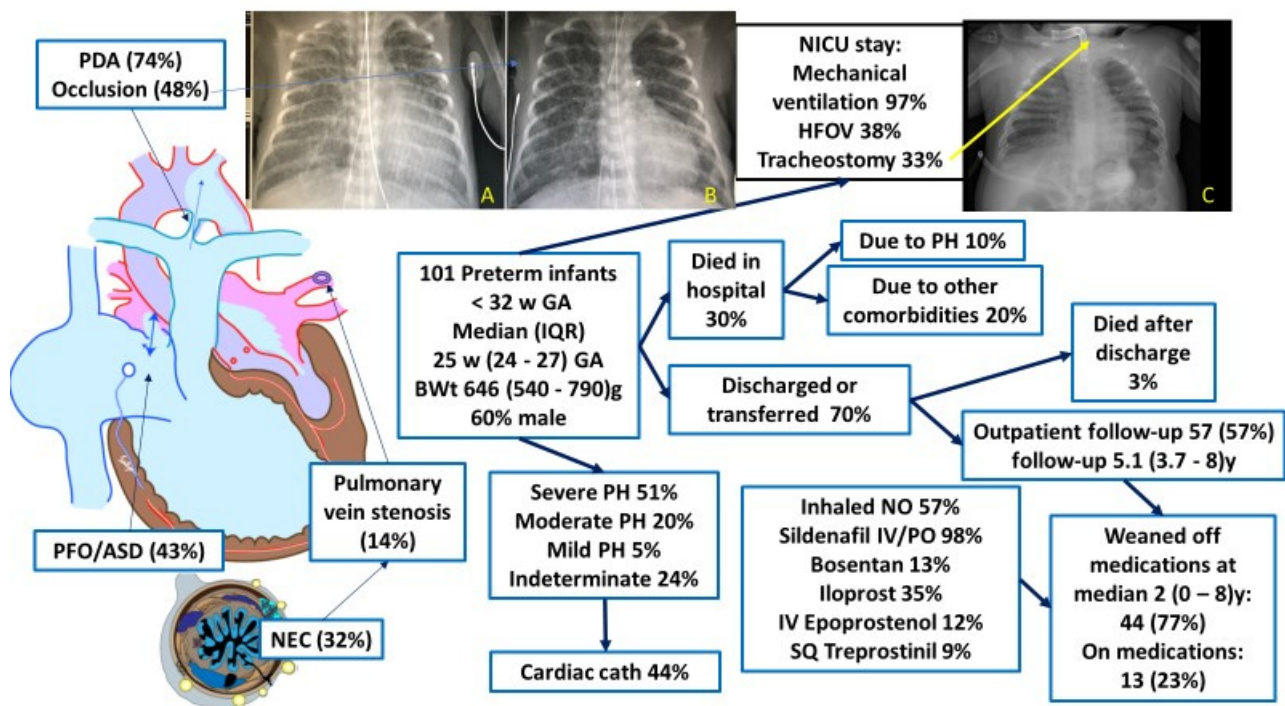 PDA (74%)
Occlusion (48%)
A
B
NICU stay:
Mechanical
ventilation 97%
HFOV 38%
Tracheostomy 33%
C
101 Preterm infants
< 32 w GA
Median (IQR)
25 w (24 - 27) GA
BWt 646 (540 - 790)g
60% male
Died in
hospital
30%
Due to PH 10%
Due to other
comorbidities 20%
Discharged or
transferred 70%
Died after
discharge
3%
Outpatient follow-up 57 (57%)
follow-up 5.1 (3.7 - 8)y
PFO/ASD (43%)
Pulmonary
vein stenosis
(14%)
NEC (32%)
Severe PH 51%
Moderate PH 20%
Mild PH 5%
Indeterminate 24%
Cardiac cath 44%
Inhaled NO 57%
Sildenafil IV/PO 98%
Bosentan 13%
Iloprost 35%
IV Epoprostenol 12%
SQ Treprostinil 9%
Weaned off
medications at
median 2 (0 – 8)y:
44 (77%)
On medications:
13 (23%)